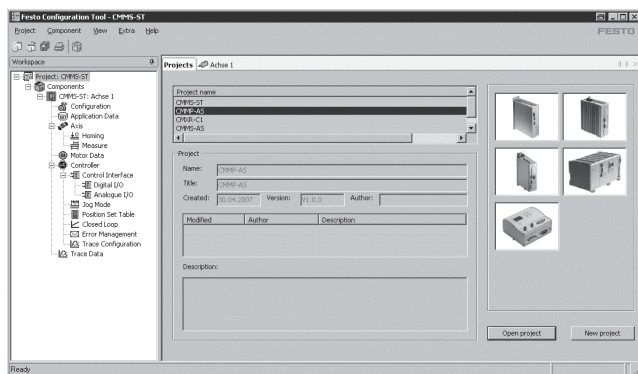 Festo Configuration Tool - CMMS-ST
Project Component View Extra Help
FESTO
Workspace
Projects Achse 1
Project: CMMS-ST
Components
CMMS-ST: Achse 1
Configuration
Application Data
Axis
Homing
Measure
Motor Data
Controller
Control Interface
Digital I/O
Analogue I/O
Jog Mode
Position Set Table
Closed Loop
Error Management
Trace Configuration
Trace Data
Project name
CMMS-ST
CMMP-AS
CMXR-C1
CMMS-AS
Project
Name: CMMP-AS
Title: CMMP-AS
Created: 30.04.2007 Version: V1.0.0 Author:
Modified Author Description
Description:
Open project New project
Ready